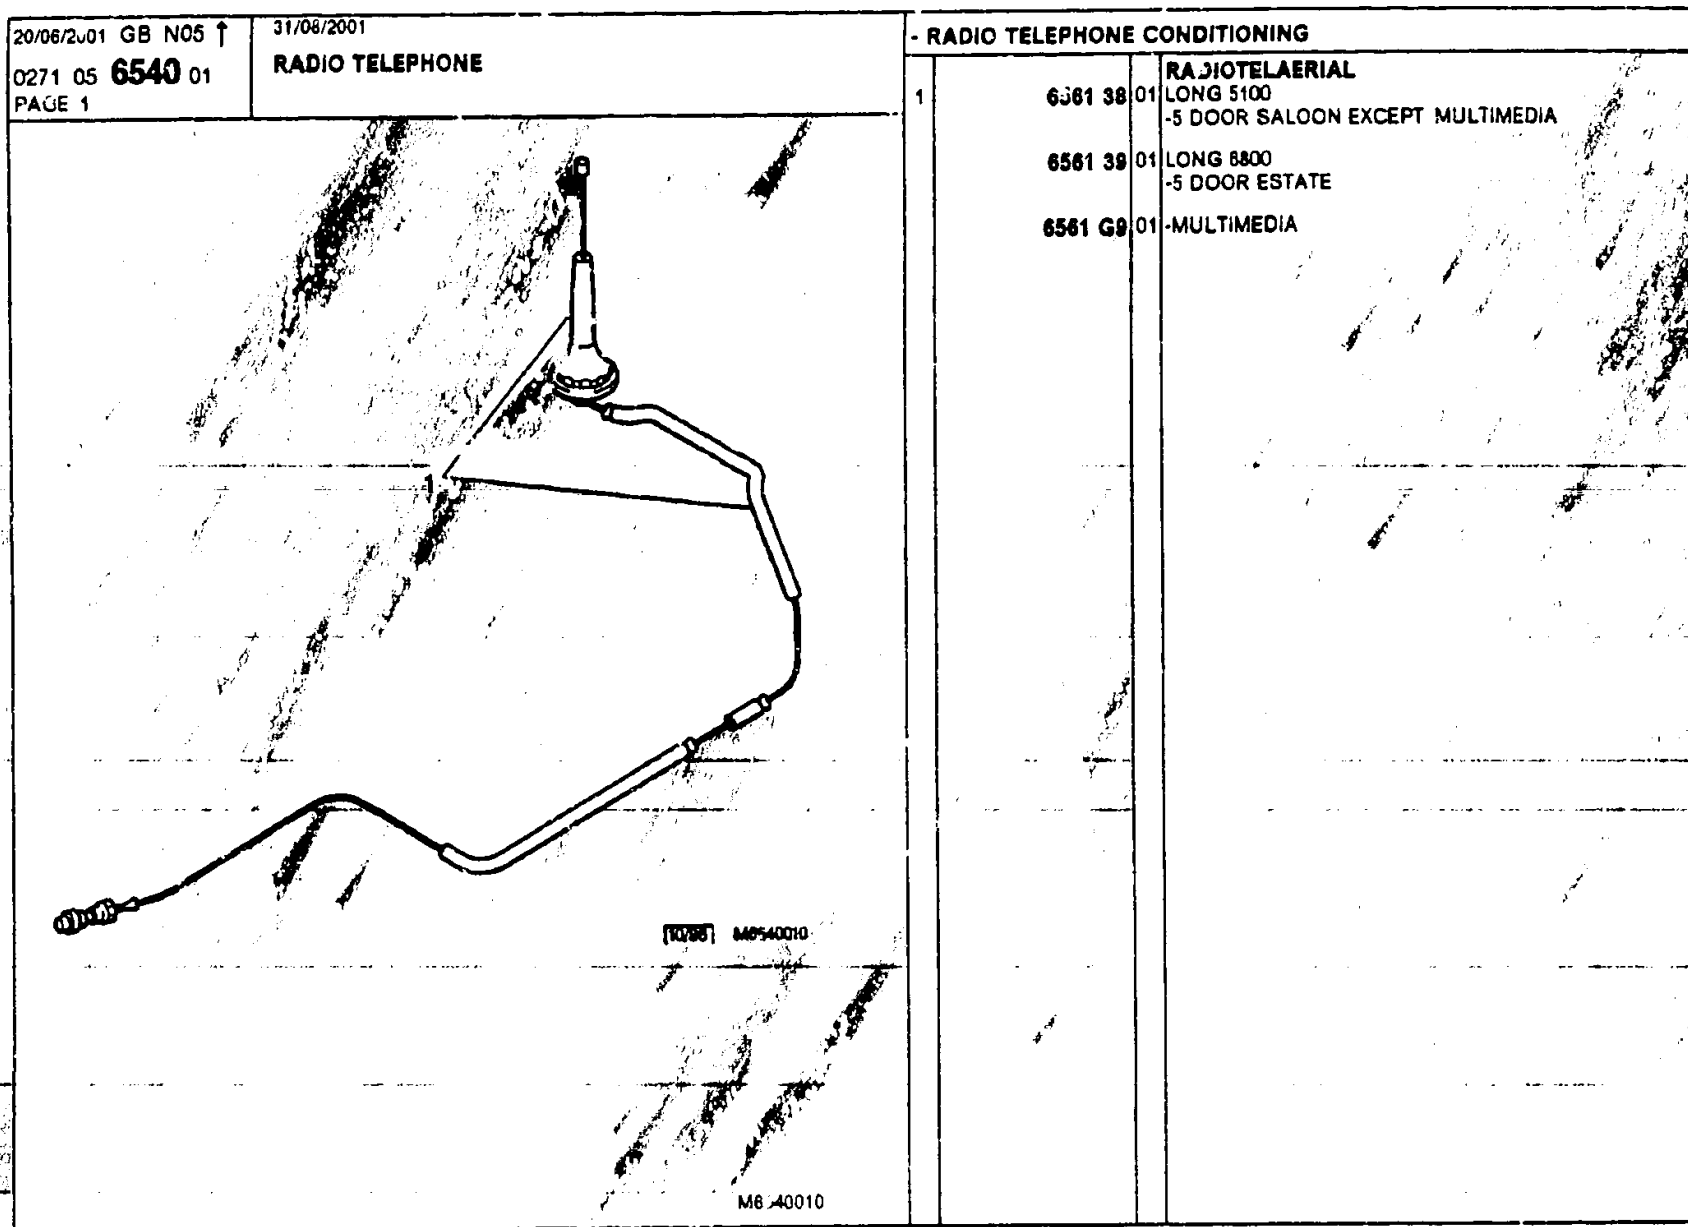 20/06/2001 GB N05 ↑
0271 05 6540 01
PAGE 1
31/08/2001
RADIO TELEPHONE
- RADIO TELEPHONE CONDITIONING
RADIOTELAERIAL
1 6561 38 01 LONG 5100
-5 DOOR SALOON EXCEPT MULTIMEDIA
6561 39 01 LONG 6800
-5 DOOR ESTATE
6561 G9 01 -MULTIMEDIA
1
M6540010
M6540010